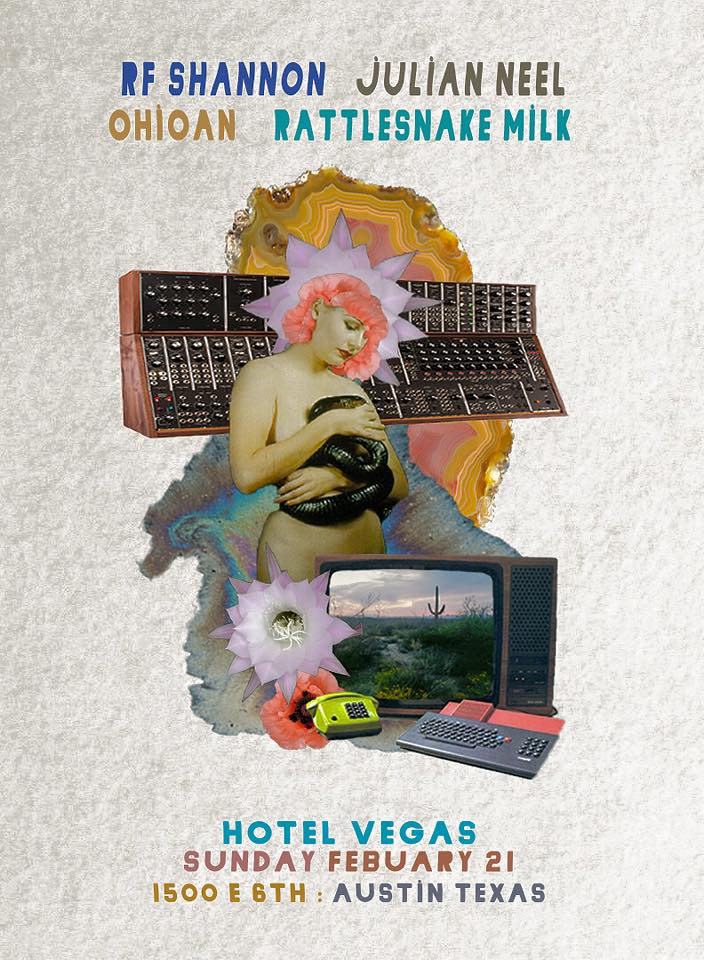 RF SHANNON JULIAN NEEL
OHIOAN RATTLESNAKE MILK
HOTEL VEGAS
SUNDAY FEBUARY 21
1500 E 6TH : AUSTIN TEXAS